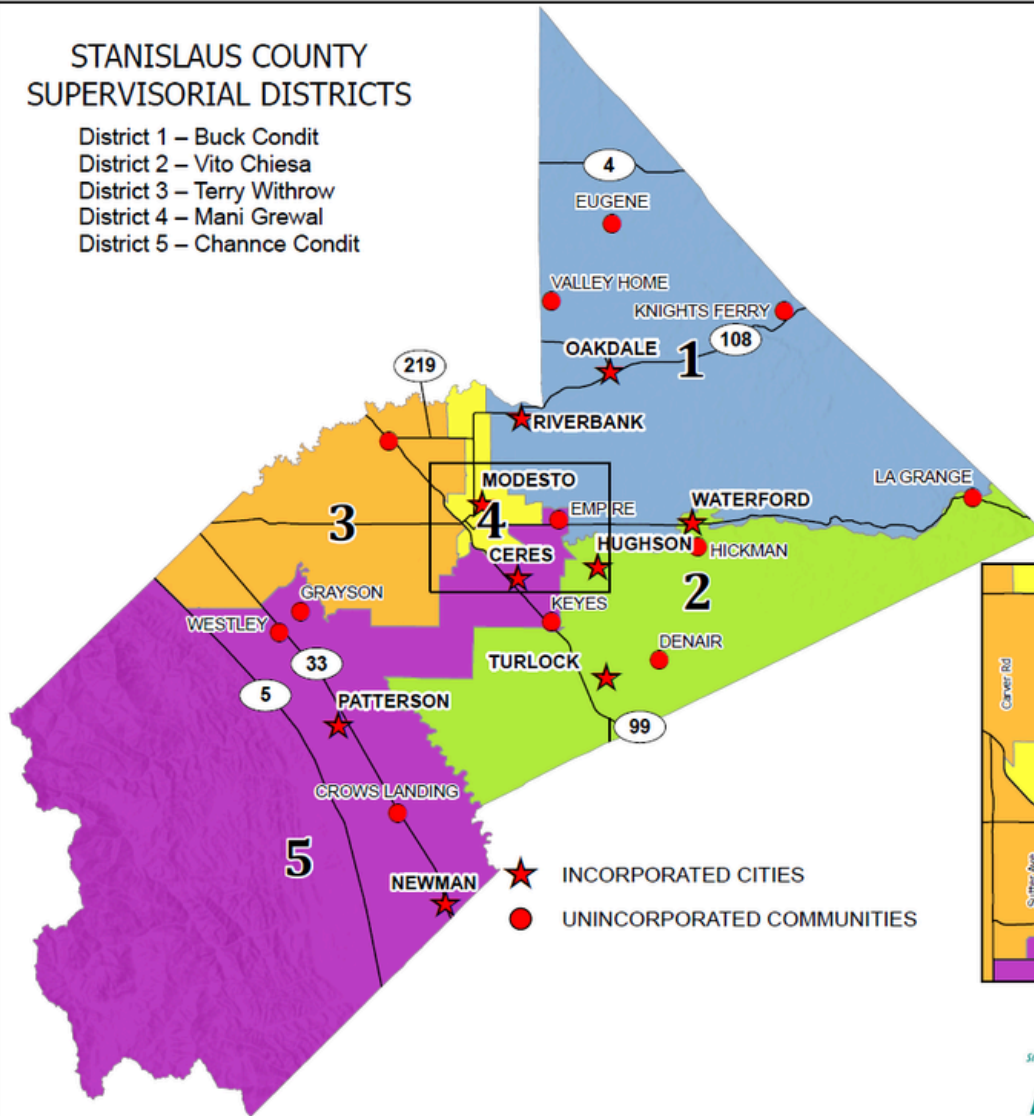 STANISLAUS COUNTY
SUPERVISORIAL DISTRICTS
District 1 – Buck Condit
District 2 – Vito Chiesa
District 3 – Terry Withrow
District 4 – Mani Grewal
District 5 – Channce Condit
4
EUGENE
VALLEY HOME
KNIGHTS FERRY
108
OAKDALE
1
219
RIVERBANK
LA GRANGE
MODESTO
WATERFORD
EMPIRE
3
4
HUGHSON
HICKMAN
CERES
2
GRAYSON
KEYES
WESTLEY
DENAIR
33
TURLOCK
5
PATTERSON
99
Carver Rd
CROWS LANDING
5
NEWMAN
INCORPORATED CITIES
UNINCORPORATED COMMUNITIES